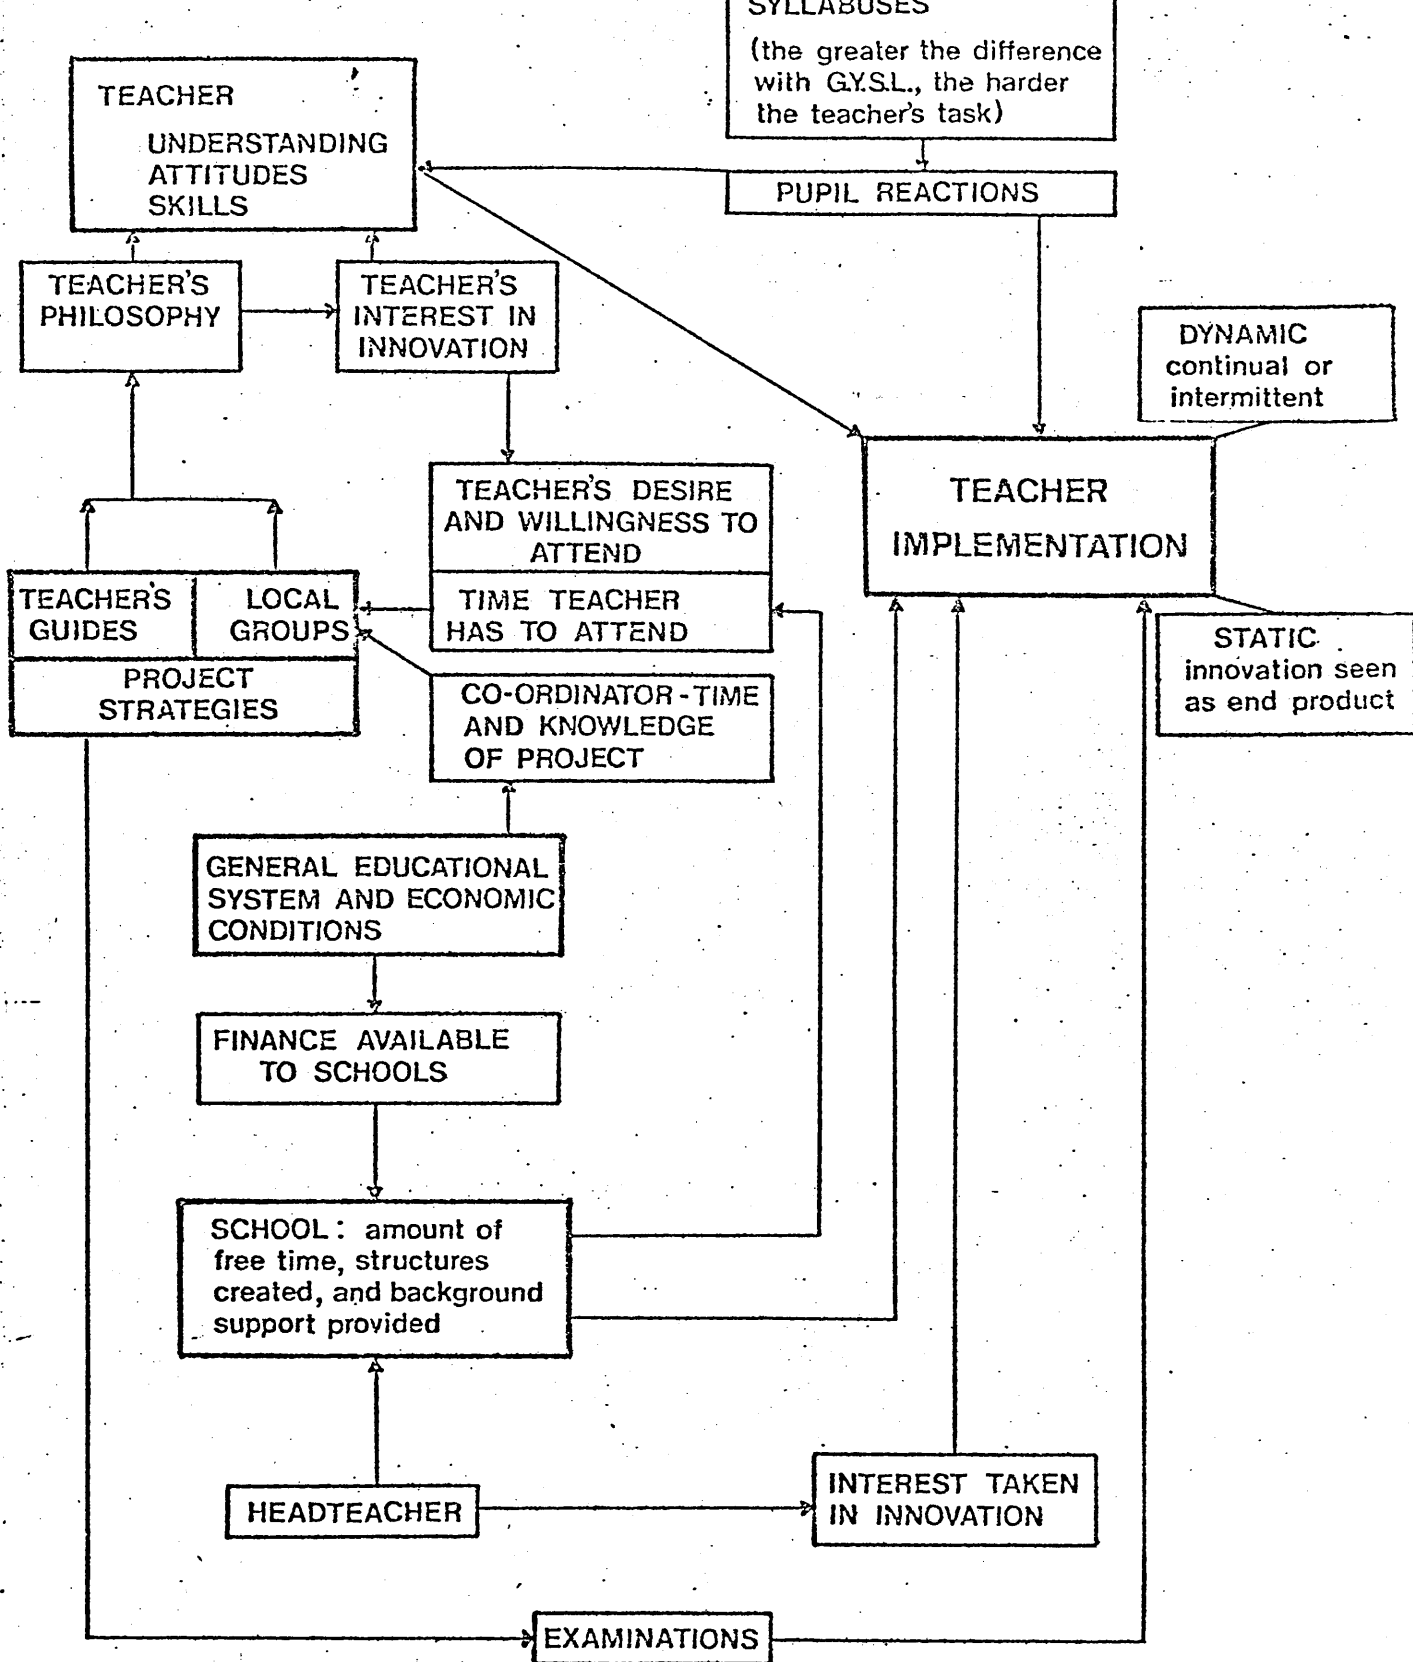 SYLLABUSES
(the greater the difference
with G.Y.S.L., the harder
the teacher's task)
TEACHER
UNDERSTANDING
ATTITUDES
SKILLS
PUPIL REACTIONS
TEACHER'S
PHILOSOPHY
TEACHER'S
INTEREST IN
INNOVATION
DYNAMIC
continual or
intermittent
TEACHER'S DESIRE
AND WILLINGNESS TO
ATTEND
TEACHER
IMPLEMENTATION
TEACHER'S
GUIDES
LOCAL
GROUPS
TIME TEACHER
HAS TO ATTEND
STATIC
innovation seen
as end product
PROJECT
STRATEGIES
CO-ORDINATOR-TIME
AND KNOWLEDGE
OF PROJECT
GENERAL EDUCATIONAL
SYSTEM AND ECONOMIC
CONDITIONS
FINANCE AVAILABLE
TO SCHOOLS
SCHOOL: amount of
free time, structures
created, and background
support provided
HEADTEACHER
INTEREST TAKEN
IN INNOVATION
EXAMINATIONS